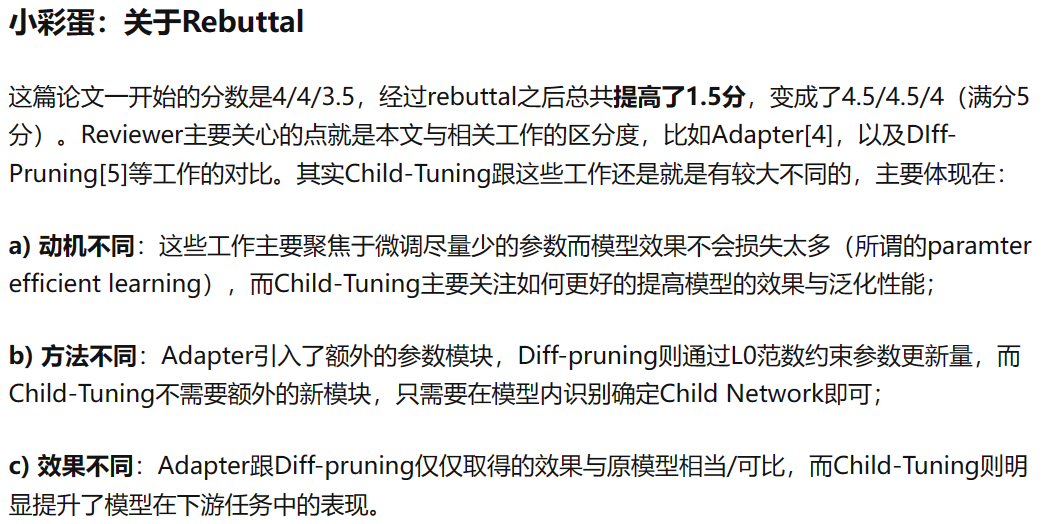 小彩蛋：关于Rebuttal
这篇论文一开始的分数是4/4/3.5，经过rebuttal之后总共提高了1.5分，变成了4.5/4.5/4（满分5
分）。Reviewer主要关心的点就是本文与相关工作的区分度，比如Adapter[4]，以及DIff-
Pruning[5]等工作的对比。其实Child-Tuning跟这些工作还是就是有较大不同的，主要体现在：
a) 动机不同：这些工作主要聚焦于微调尽量少的参数而模型效果不会损失太多（所谓的paramter
efficient learning），而Child-Tuning主要关注如何更好的提高模型的效果与泛化性能；
b) 方法不同：Adapter引入了额外的参数模块，Diff-pruning则通过L0范数约束参数更新量，而
Child-Tuning不需要额外的新模块，只需要在模型内识别确定Child Network即可；
c) 效果不同：Adapter跟Diff-pruning仅仅取得的效果与原模型相当/可比，而Child-Tuning则明
显提升了模型在下游任务中的表现。